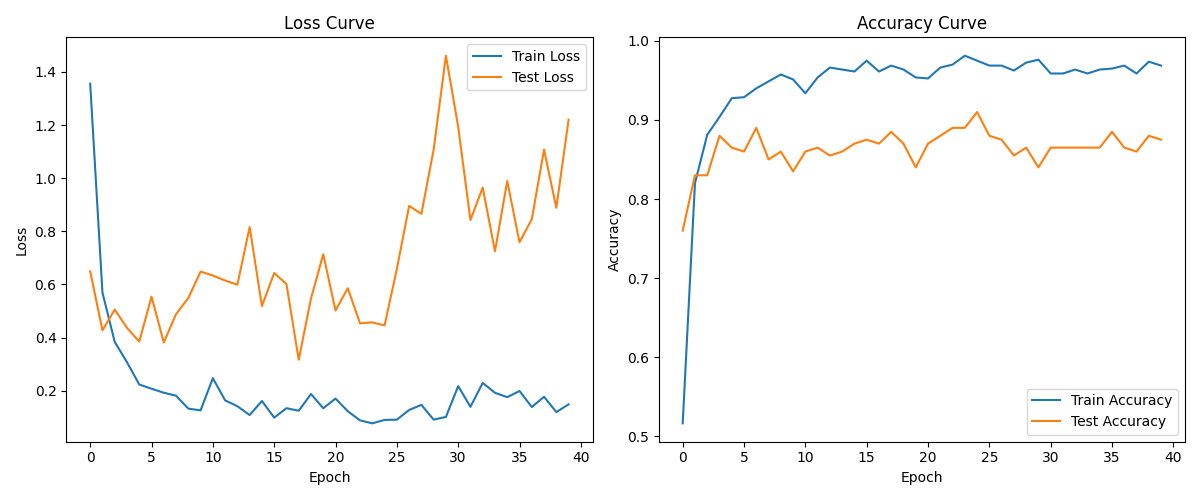 Loss Curve
Train Loss
Test Loss
1.4
1.2
1.0
0.8
0.6
0.4
0.2
Loss
0 5 10 15 20 25 30 35 40
Epoch
Accuracy Curve
1.0
0.9
0.8
0.7
0.6
0.5
Accuracy
Train Accuracy
Test Accuracy
0 5 10 15 20 25 30 35 40
Epoch